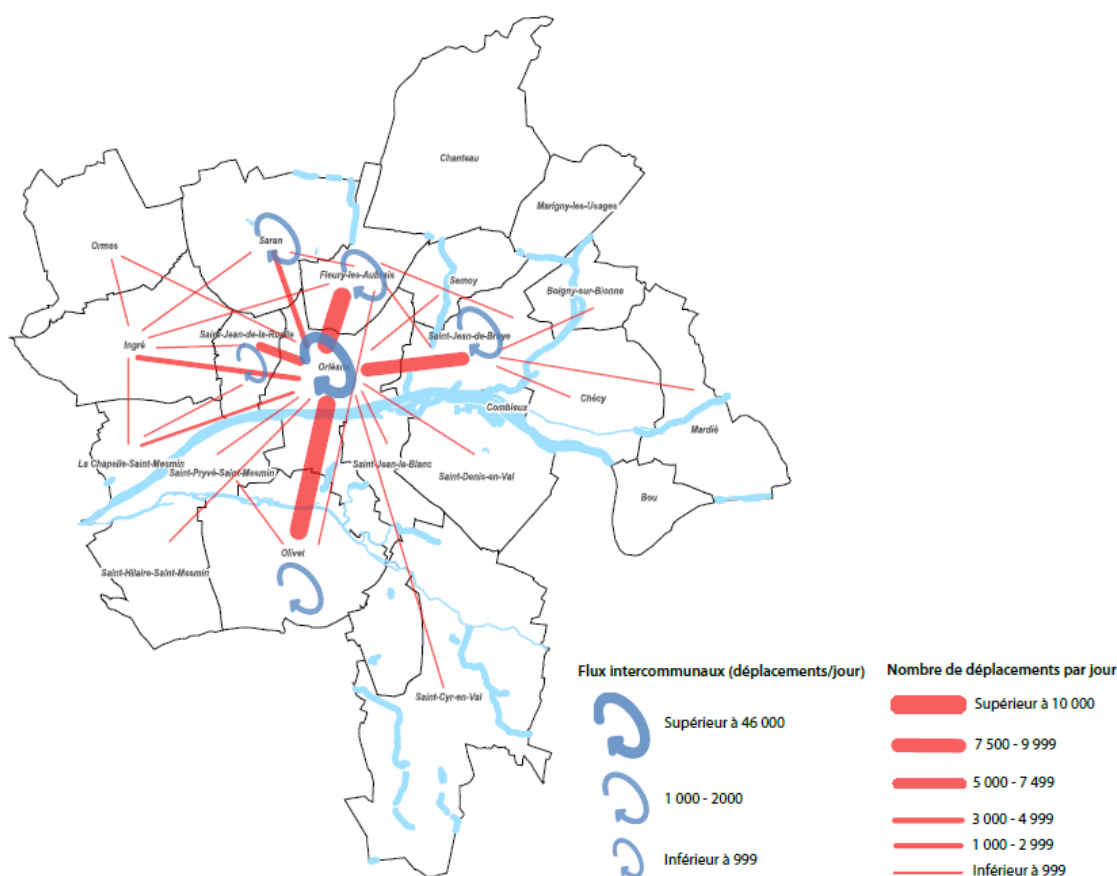 Chanteau
Marigny-les-Usages
Ormes
Saran
Fleury-les-Aubrais
Semoy
Boigny-sur-Bionne
Ingré
Saint-Jean-de-la-Ruelle
Saint-Jean-de-Braye
Orléans
Chécy
Combleux
Mardié
La Chapelle-Saint-Mesmin
Saint-Pryvé-Saint-Mesmin
Saint-Jean-le-Blanc
Saint-Denis-en-Val
Bou
Olivet
Saint-Hilaire-Saint-Mesmin
Saint-Cyr-en-Val
Flux intercommunaux (déplacements/jour)
Supérieur à 46 000
1 000 - 2000
Inférieur à 999
Nombre de déplacements par jour
Supérieur à 10 000
7 500 - 9 999
5 000 - 7 499
3 000 - 4 999
1 000 - 2 999
Inférieur à 999